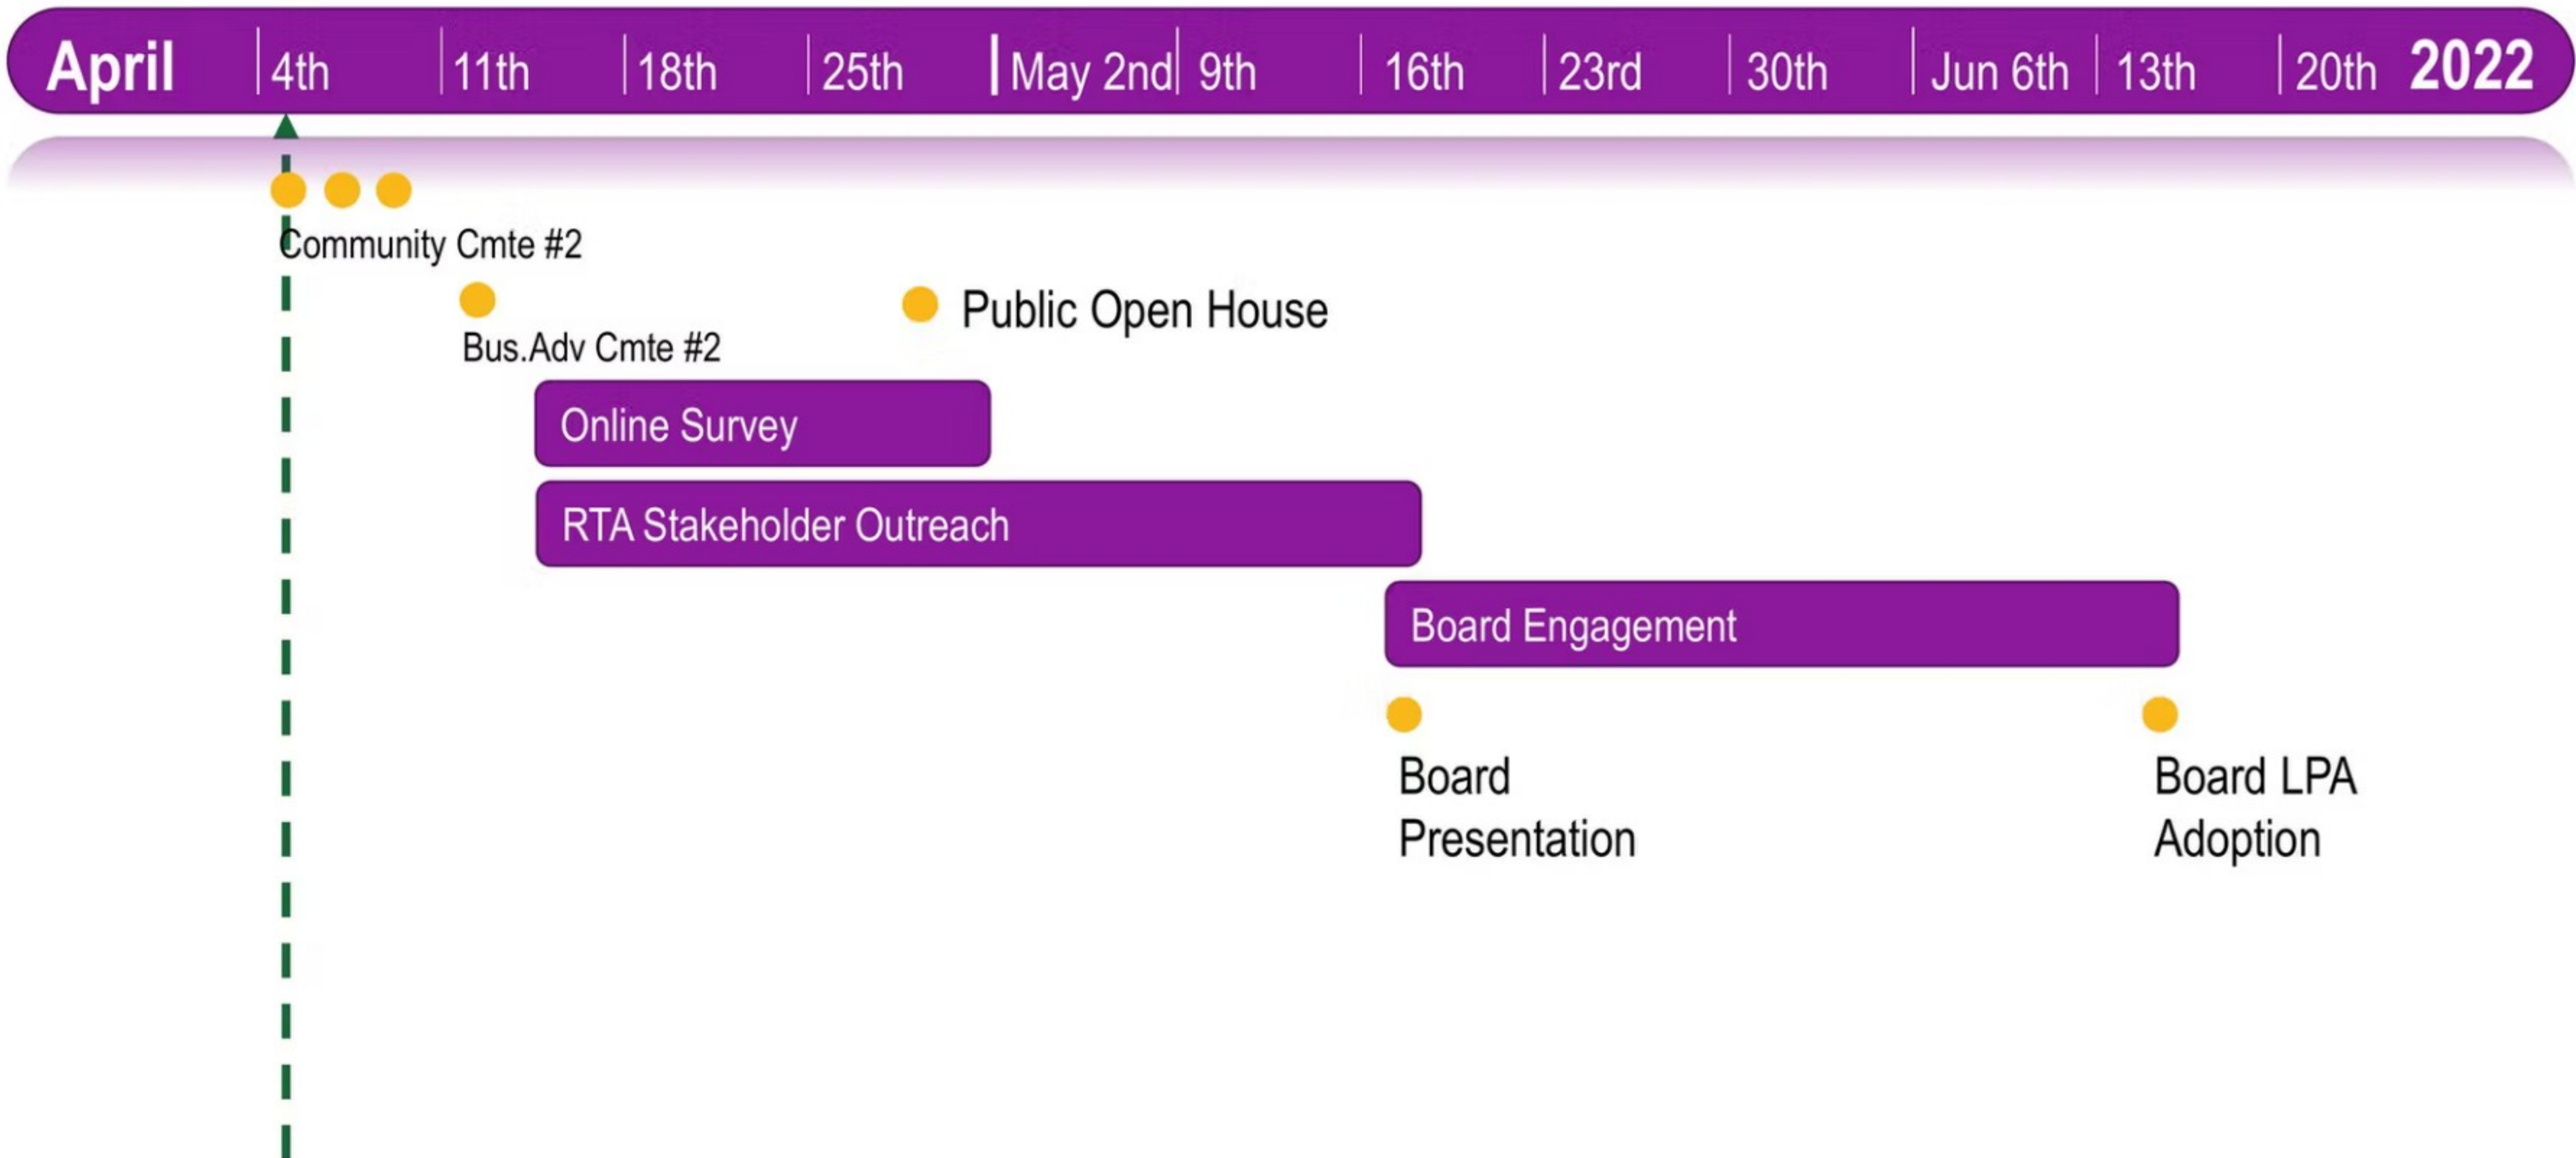 April 4th 11th 18th 25th May 2nd 9th 16th 23rd 30th Jun 6th 13th 20th 2022
Community Cmte #2
Public Open House
Bus.Adv Cmte #2
Online Survey
RTA Stakeholder Outreach
Board Engagement
Board
Presentation
Board LPA
Adoption